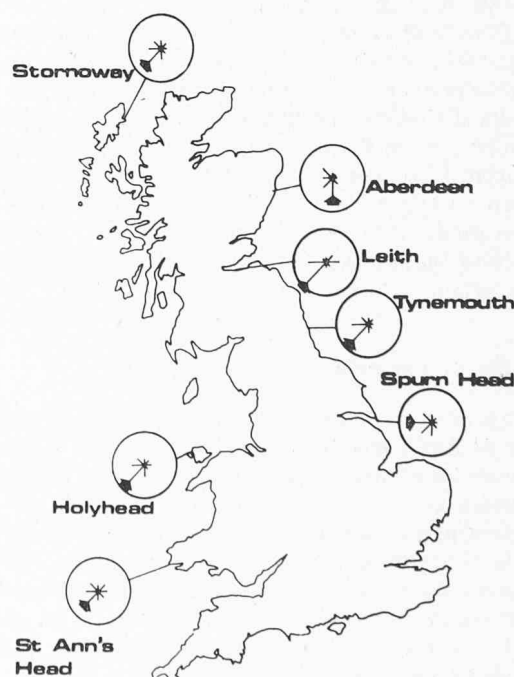 Stornoway
Aberdeen
Leith
Tynemouth
Spurn Head
Holyhead
St Ann's
Head